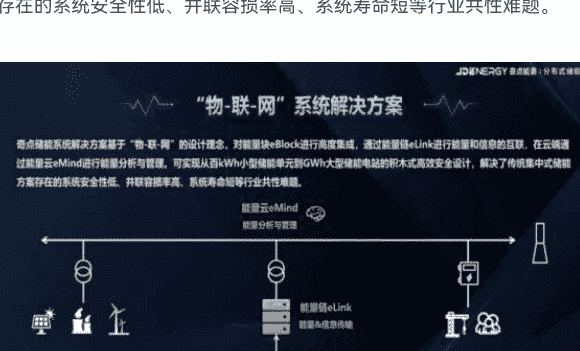 存在的系统安全性低、并联容损率高、系统寿命短等行业共性难题。
JDENERGY 奇点能源 | 分布式储能
“物-联-网”系统解决方案
奇点储能系统解决方案基于“物-联-网”的设计理念、对能量块eBlock进行高度集成，通过能量链eLink进行能量和信息的互联，在云端通
过能量云eMind进行能量分析与管理，可实现从百kWh小型储能单元到GWh大型储能电站的积木式高效安全设计，解决了传统集中式储能
方案存在的系统安全性低、并联容损率高、系统寿命短等行业共性难题。
能量云eMind
能量分析与管理
能量链eLink
能量&信息传输